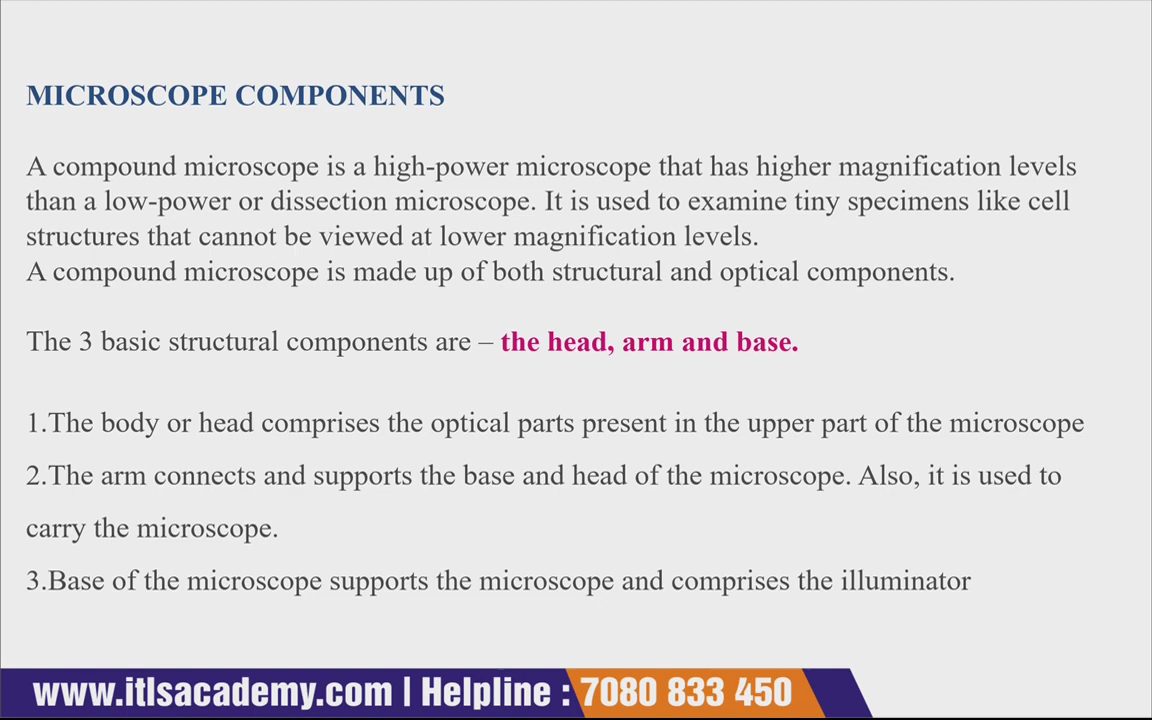 MICROSCOPE COMPONENTS
A compound microscope is a high-power microscope that has higher magnification levels
than a low-power or dissection microscope. It is used to examine tiny specimens like cell
structures that cannot be viewed at lower magnification levels.
A compound microscope is made up of both structural and optical components.
The 3 basic structural components are – the head, arm and base.
1.The body or head comprises the optical parts present in the upper part of the microscope
2.The arm connects and supports the base and head of the microscope. Also, it is used to
carry the microscope.
3.Base of the microscope supports the microscope and comprises the illuminator
www.itlsacademy.com | Helpline : 7080 833 450